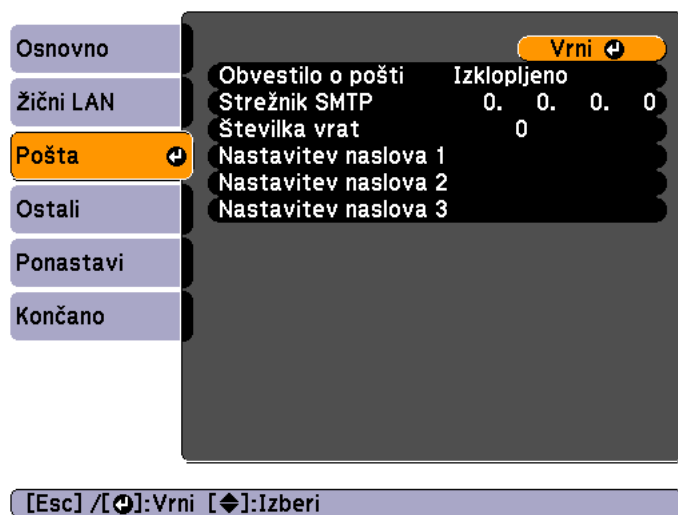 Osnovno
Žični LAN
Pošta
Ostali
Ponastavi
Končano
Vrni
Obvestilo o pošti Izklopljeno
Strežnik SMTP 0. 0. 0. 0
Številka vrat 0
Nastavitev naslova 1
Nastavitev naslova 2
Nastavitev naslova 3
[Esc] /[⏎]:Vrni [◆]:Izberi